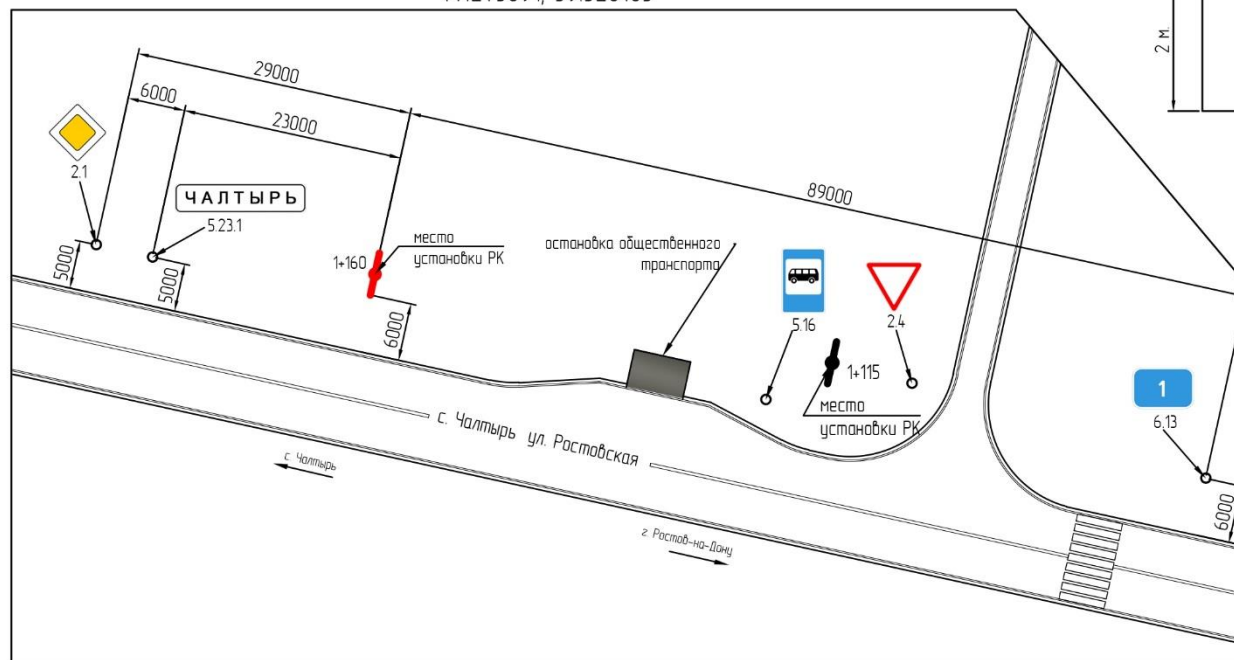 2 м.
29000
6000
23000
89000
2.1
ЧАЛТЫРЬ
5.23.1
5000
5000
1+160
место
установки РК
6000
остановка общественного
транспорта
5.16
2.4
1+115
место
установки РК
1
6.13
6000
с. Чалтырь ул. Ростовская
с. Чалтырь
г. Ростов-на-Дону